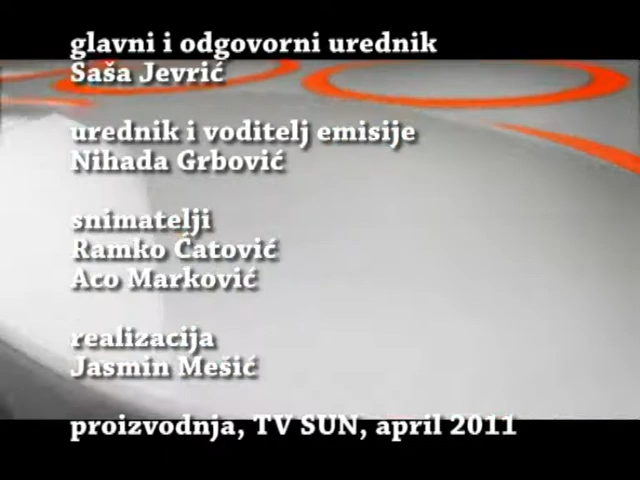 glavni i odgovorni urednik
Saša Jevrić
urednik i voditelj emisije
Nihada Grbović
snimatelji
Ramko Ćatović
Aco Marković
realizacija
Jasmin Mešić
proizvodnja, TV SUN, april 2011